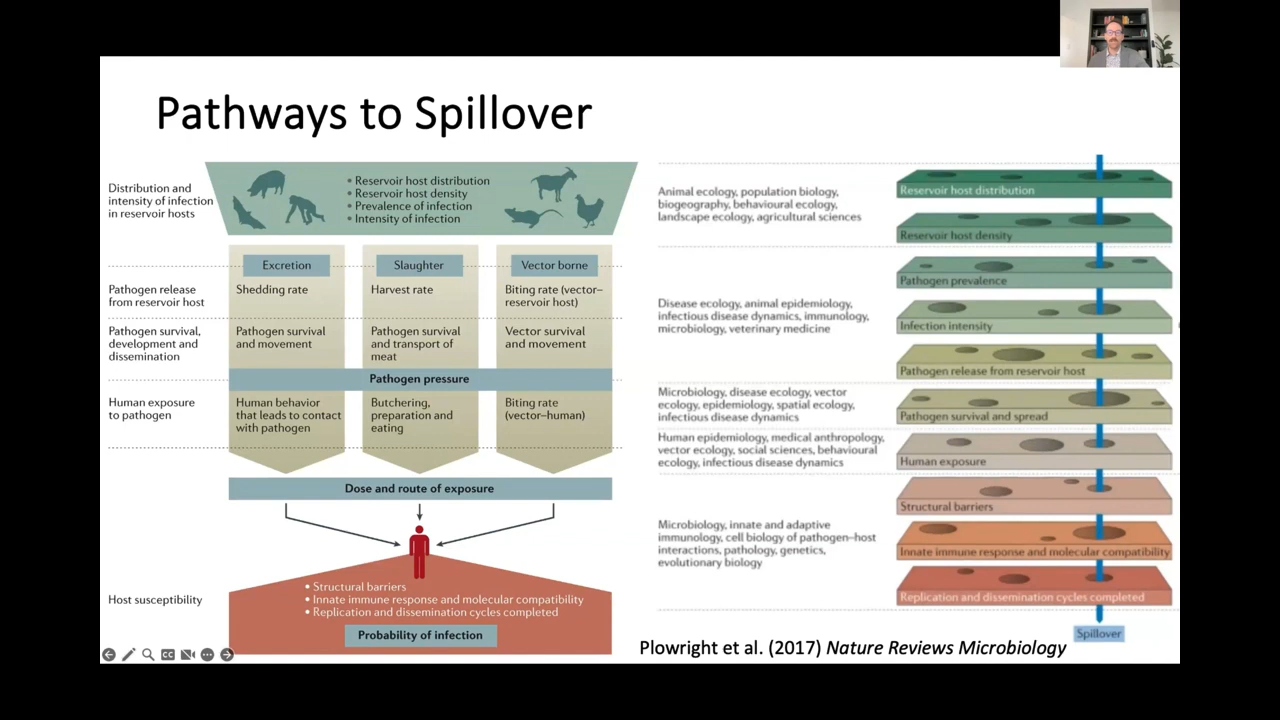 Pathways to Spillover
Distribution and
intensity of infection
in reservoir hosts
• Reservoir host distribution
• Reservoir host density
• Prevalence of infection
• Intensity of infection
Excretion
Slaughter
Vector borne
Pathogen release
from reservoir host
Shedding rate
Harvest rate
Biting rate (vector–
reservoir host)
Pathogen survival,
development and
dissemination
Pathogen survival
and movement
Pathogen survival
and transport of
meat
Vector survival
and movement
Pathogen pressure
Human exposure
to pathogen
Human behavior
that leads to contact
with pathogen
Butchering,
preparation and
eating
Biting rate
(vector–human)
Dose and route of exposure
Host susceptibility
• Structural barriers
• Innate immune response and molecular compatibility
• Replication and dissemination cycles completed
Probability of infection
Animal ecology, population biology,
biogeography, behavioural ecology,
landscape ecology, agricultural sciences
Reservoir host distribution
Reservoir host density
Disease ecology, animal epidemiology,
infectious disease dynamics, immunology,
microbiology, veterinary medicine
Pathogen prevalence
Infection intensity
Pathogen release from reservoir host
Microbiology, disease ecology, vector
ecology, epidemiology, spatial ecology,
infectious disease dynamics
Pathogen survival and spread
Human epidemiology, medical anthropology,
vector ecology, social sciences, behavioural
ecology, infectious disease dynamics
Human exposure
Microbiology, innate and adaptive
immunology, cell biology of pathogen–host
interactions, pathology, genetics,
evolutionary biology
Structural barriers
Innate immune response and molecular compatibility
Replication and dissemination cycles completed
Spillover
Plowright et al. (2017) Nature Reviews Microbiology